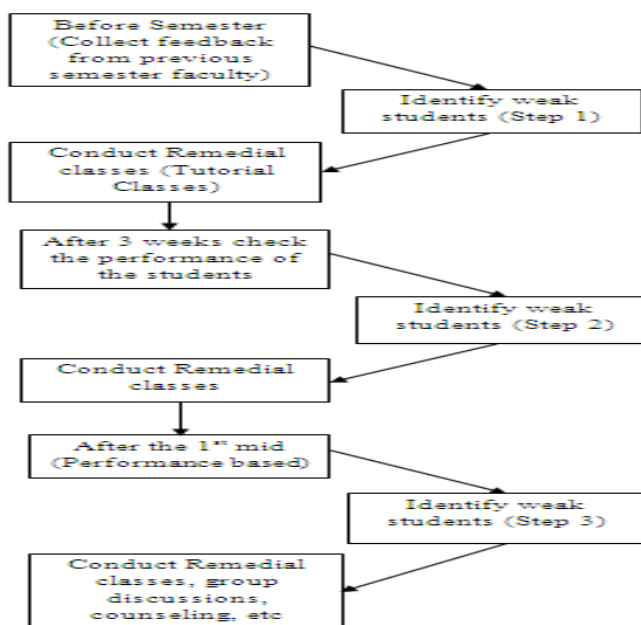 Before Semester
(Collect feedback
from previous
semester faculty)
Identify weak
students (Step 1)
Conduct Remedial
classes (Tutorial
Classes)
After 3 weeks check
the performance of
the students
Identify weak
students (Step 2)
Conduct Remedial
classes
After the 1st mid
(Performance based)
Identify weak
students (Step 3)
Conduct Remedial
classes, group
discussions,
counseling, etc